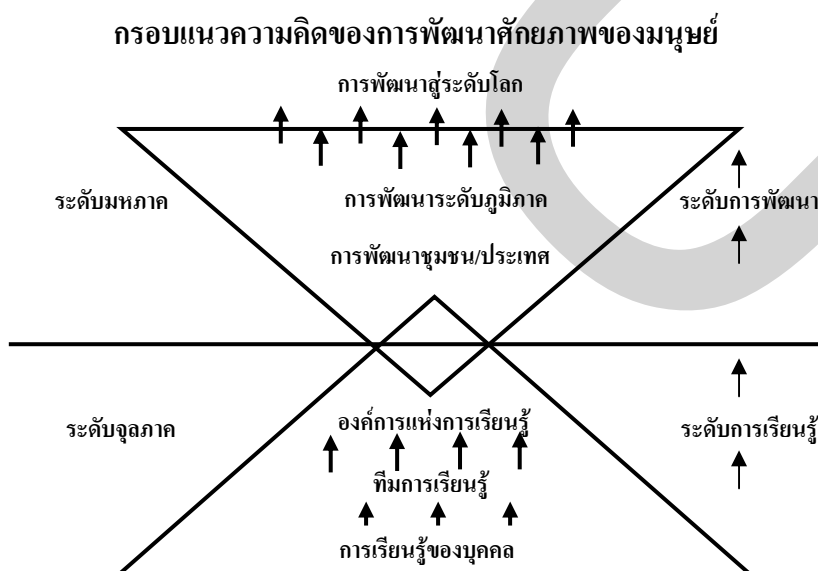 กรอบแนวความคิดของการพัฒนาศักยภาพของมนุษย์
การพัฒนาสู่ระดับโลก
ระดับมหภาค
การพัฒนาระดับภูมิภาค
ระดับการพัฒนา
การพัฒนาชุมชน/ประเทศ
องค์การแห่งการเรียนรู้
ระดับจุลภาค
ระดับการเรียนรู้
ทีมการเรียนรู้
การเรียนรู้ของบุคคล